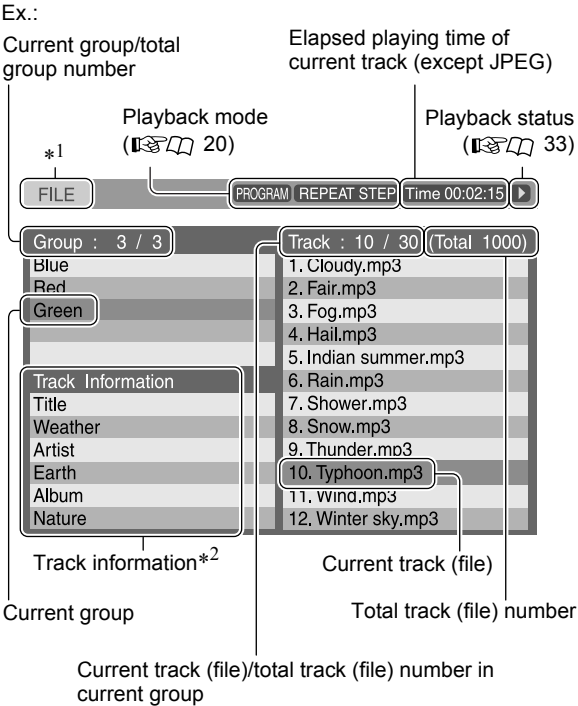 Ex.:
Current group/total
group number
Elapsed playing time of
current track (except JPEG)
Playback mode
( 20)
Playback status
( 33)
*1
FILE
PROGRAM REPEAT STEP Time 00:02:15
Group : 3 / 3
Track : 10 / 30 (Total 1000)
Blue
Red
Green
Track Information
Title
Weather
Artist
Earth
Album
Nature
1. Cloudy.mp3
2. Fair.mp3
3. Fog.mp3
4. Hail.mp3
5. Indian summer.mp3
6. Rain.mp3
7. Shower.mp3
8. Snow.mp3
9. Thunder.mp3
10. Typhoon.mp3
11. Wind.mp3
12. Winter sky.mp3
Track information*2
Current track (file)
Current group
Total track (file) number
Current track (file)/total track (file) number in
current group